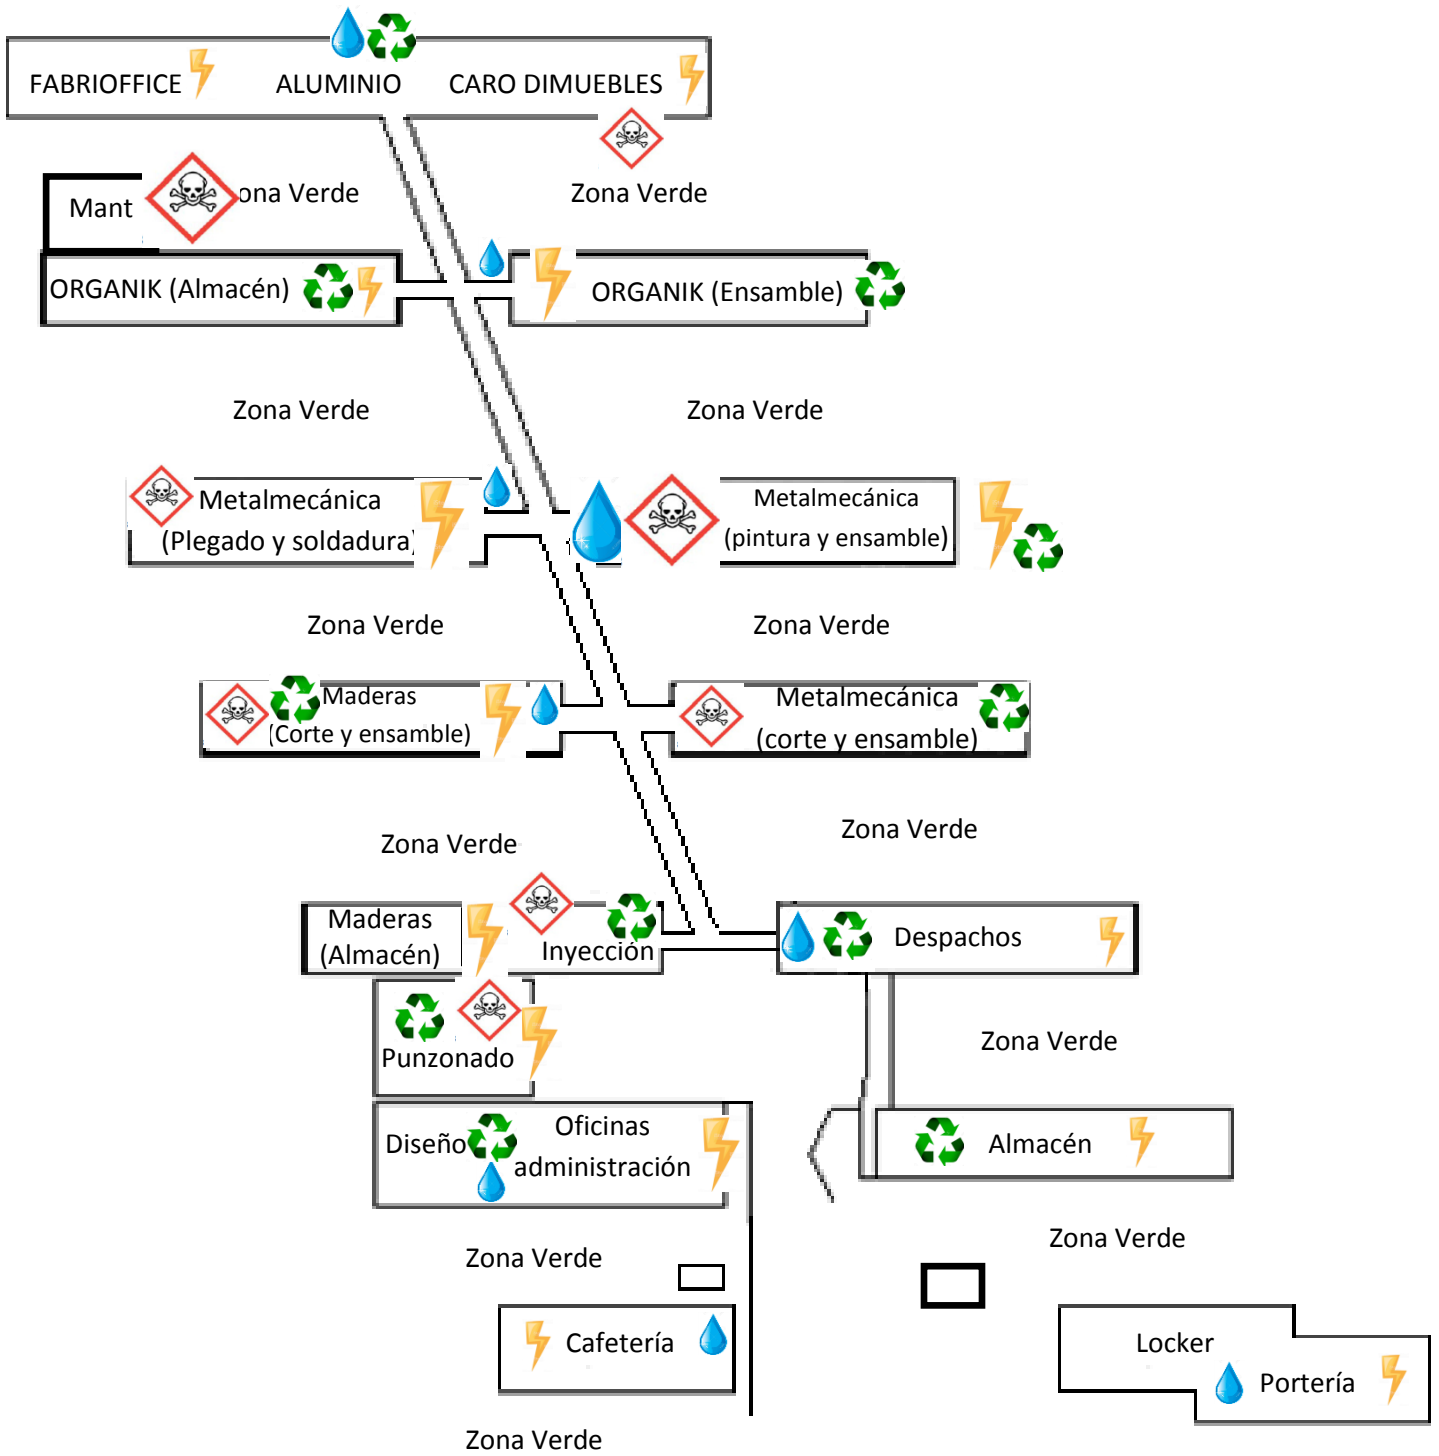 FABRIOFFICE
ALUMINIO
CARO DIMUEBLES
Mant
ona Verde
Zona Verde
ORGANIK (Almacén)
ORGANIK (Ensamble)
Zona Verde
Zona Verde
Metalmecánica
(Plegado y soldadura)
Metalmecánica
(pintura y ensamble)
Zona Verde
Zona Verde
Maderas
(Corte y ensamble)
Metalmecánica
(corte y ensamble)
Zona Verde
Zona Verde
Maderas
(Almacén)
Inyección
Despachos
Punzonado
Zona Verde
Diseño
Oficinas
administración
Almacén
Zona Verde
Zona Verde
Cafetería
Locker
Portería
Zona Verde